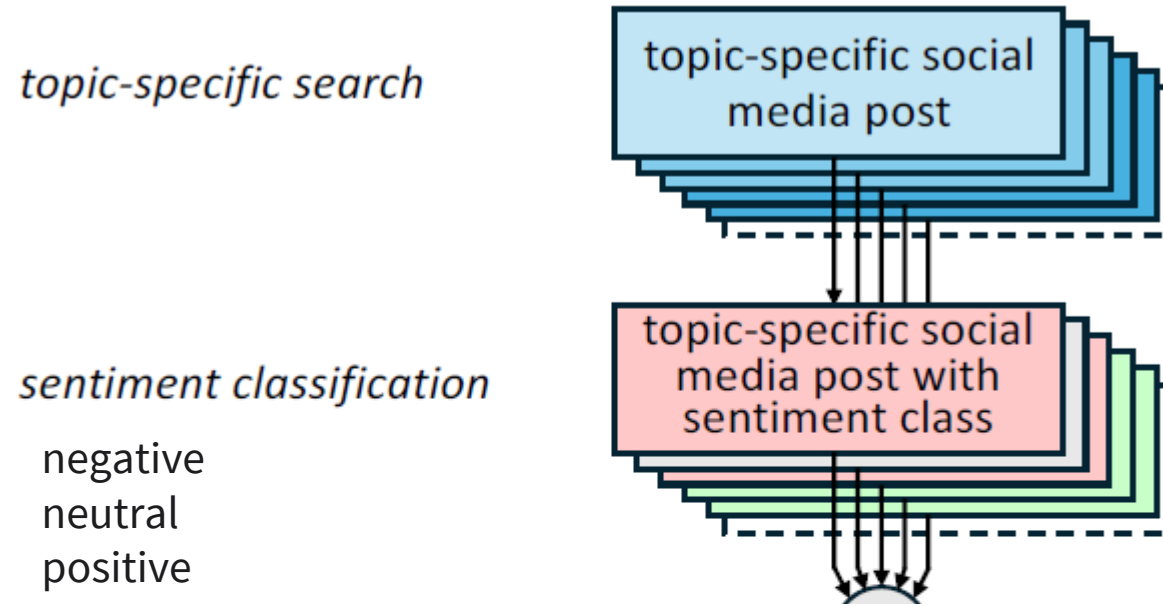 topic-specific search
topic-specific social
media post
sentiment classification
negative
neutral
positive
topic-specific social
media post with
sentiment class